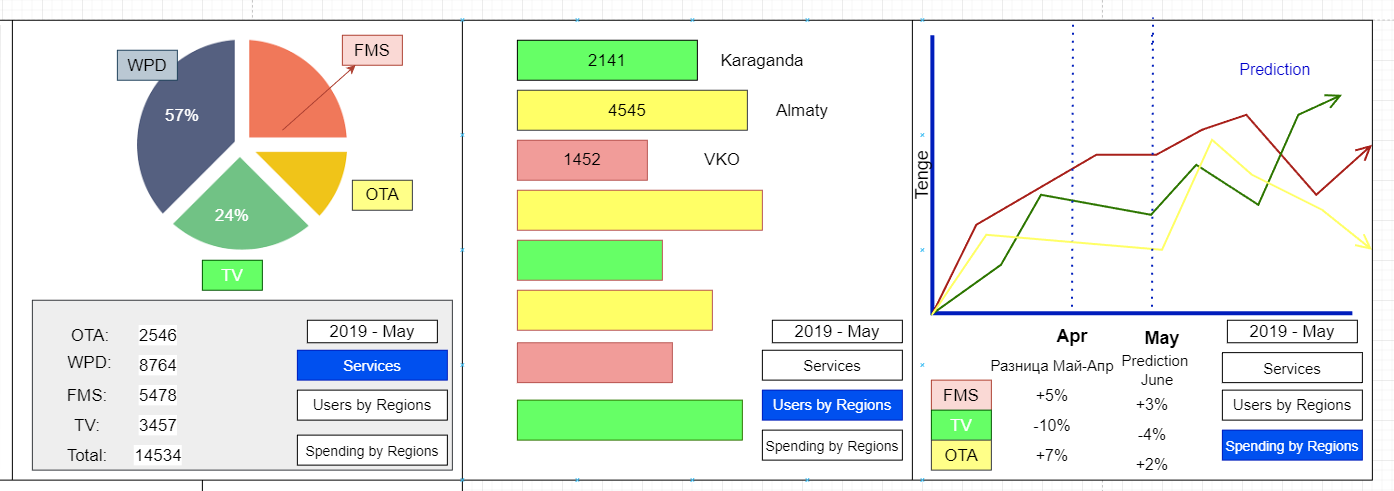 WPD
FMS
57%
OTA
24%
TV
OTA: 2546
WPD: 8764
FMS: 5478
TV: 3457
Total: 14534
2019 - May
Services
Users by Regions
Spending by Regions
2141 Karaganda
4545 Almaty
1452 VKO
2019 - May
Services
Users by Regions
Spending by Regions
Prediction
Tenge
Apr May
Разница Май-Апр Prediction
June
FMS +5% +3%
TV -10% -4%
OTA +7% +2%
2019 - May
Services
Users by Regions
Spending by Regions